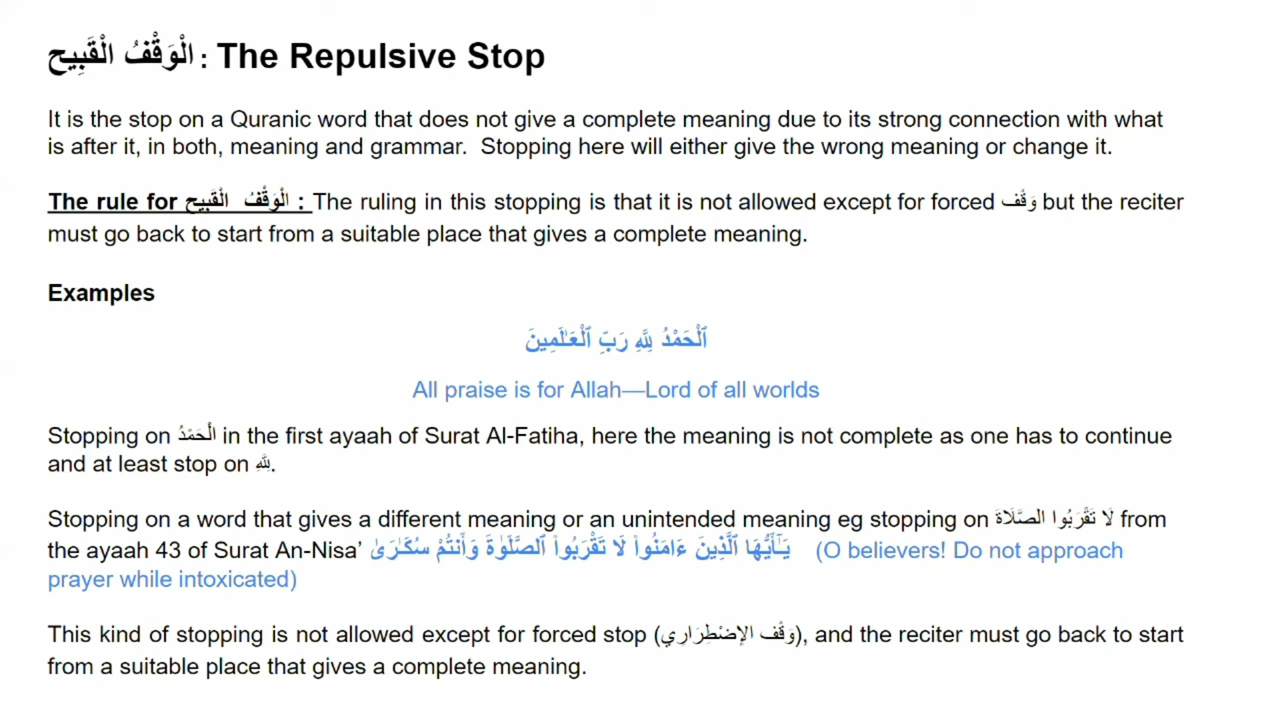 الْوَقْفُ الْقَبِيح : The Repulsive Stop
It is the stop on a Quranic word that does not give a complete meaning due to its strong connection with what
is after it, in both, meaning and grammar. Stopping here will either give the wrong meaning or change it.
The rule for الْوَقْفُ الْقَبِيح : The ruling in this stopping is that it is not allowed except for forced وَقْف but the reciter
must go back to start from a suitable place that gives a complete meaning.
Examples
ٱلْحَمْدُ لِلَّهِ رَبِّ ٱلْعَـٰلَمِينَ
All praise is for Allah—Lord of all worlds
Stopping on الْحَمْدُ in the first ayaah of Surat Al-Fatiha, here the meaning is not complete as one has to continue
and at least stop on لِلَّهِ.
Stopping on a word that gives a different meaning or an unintended meaning eg stopping on لَا تَقْرَبُوا الصَّلَاةَ from
the ayaah 43 of Surat An-Nisa’ يَـٰٓأَيُّهَا ٱلَّذِينَ ءَامَنُوا۟ لَا تَقْرَبُوا۟ ٱلصَّلَوٰةَ وَأَنتُمْ سُكَـٰرَىٰ (O believers! Do not approach
prayer while intoxicated)
This kind of stopping is not allowed except for forced stop (وَقْف الإضْطِرَارِي), and the reciter must go back to start
from a suitable place that gives a complete meaning.